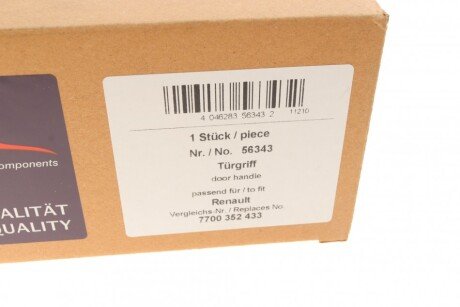 4 046283 56343 2
11210
1 Stück / piece
Nr. / No. 56343
Türgriff
door handle
passend für / to fit
Renault
Vergleichs-Nr. / Replaces No.
7700 352 433
omponents
ALITÄT
QUALITY